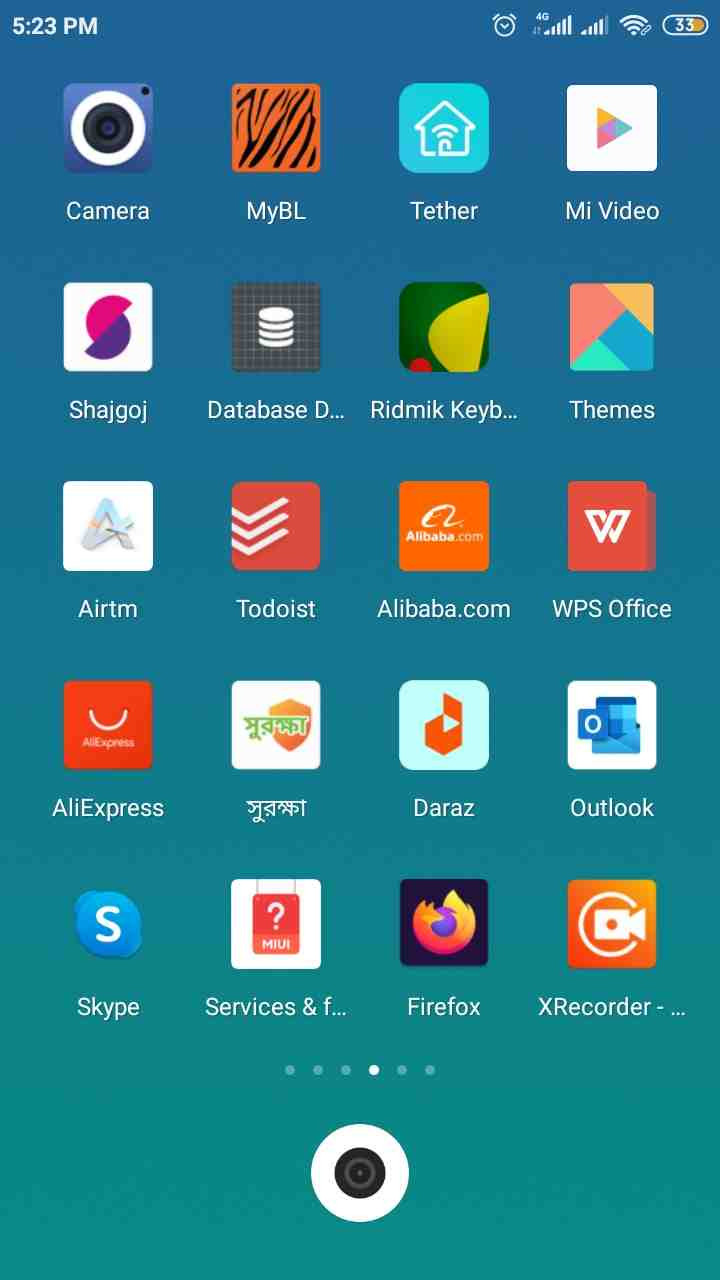 5:23 PM 4G 33
Camera MyBL Tether Mi Video
Shajgoj Database D... Ridmik Keyb... Themes
Alibaba.com
Airtm Todoist Alibaba.com WPS Office
AliExpress সুরক্ষা O
AliExpress সুরক্ষা Daraz Outlook
S ? MIUI
Skype Services & f... Firefox XRecorder - ...